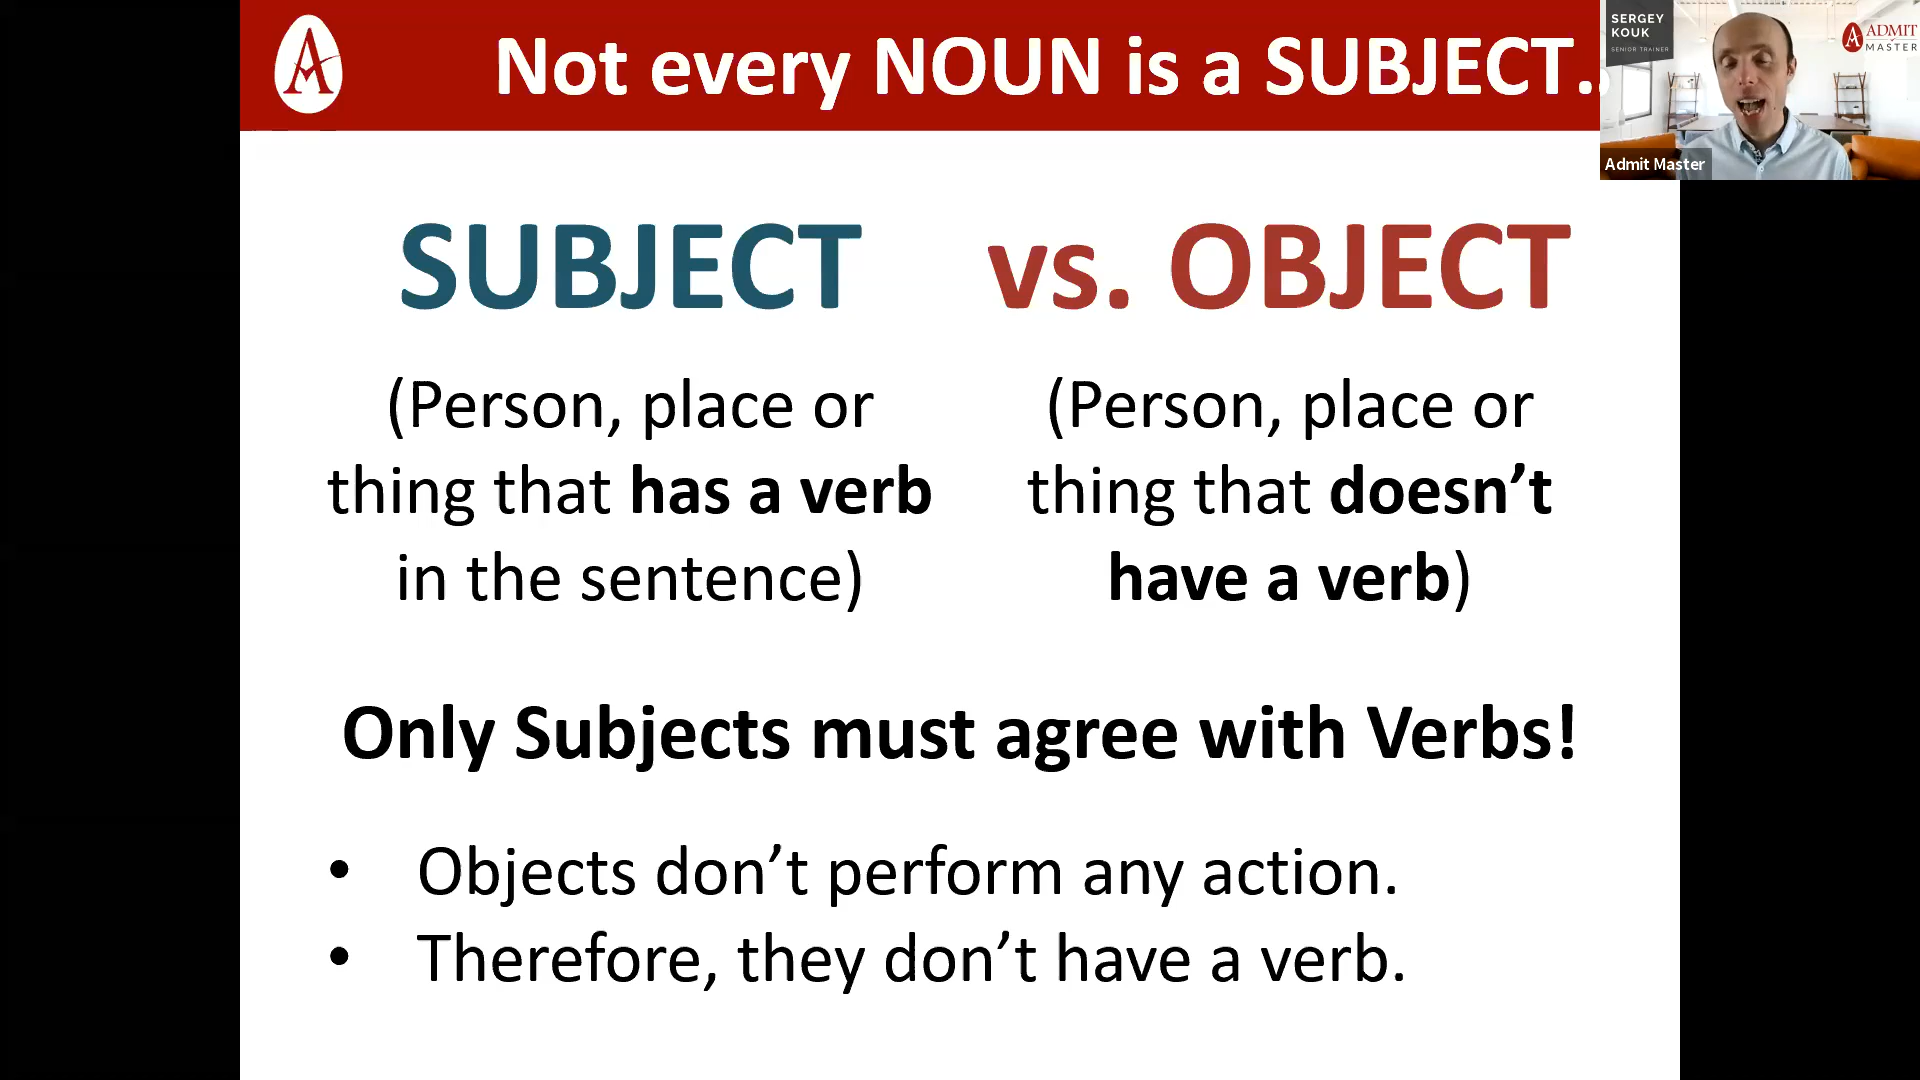 Not every NOUN is a SUBJECT..
SERGEY
KOUK
SENIOR TRAINER
ADMIT
MASTER
Admit Master
SUBJECT vs. OBJECT
(Person, place or
thing that has a verb
in the sentence)
(Person, place or
thing that doesn’t
have a verb)
Only Subjects must agree with Verbs!
• Objects don’t perform any action.
• Therefore, they don’t have a verb.